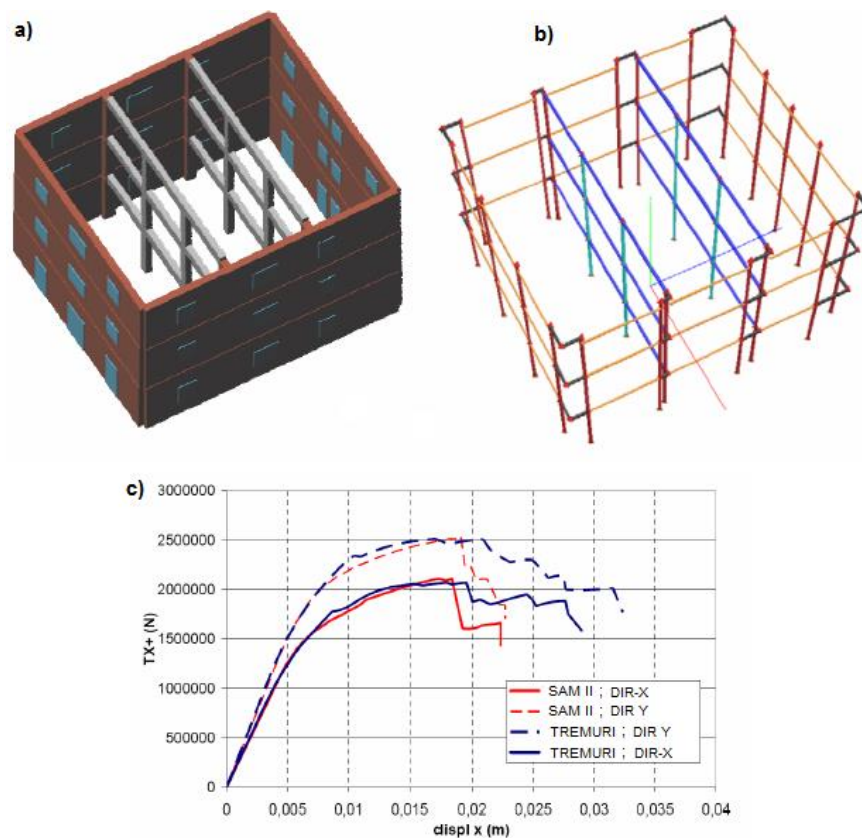 a)
b)
c)
3000000
2500000
2000000
1500000
1000000
500000
0
TX+ (N)
0
0,005
0,01
0,015
0,02
0,025
0,03
0,035
0,04
displ x (m)
SAM II ; DIR-X
SAM II ; DIR Y
TREMURI ; DIR Y
TREMURI ; DIR-X